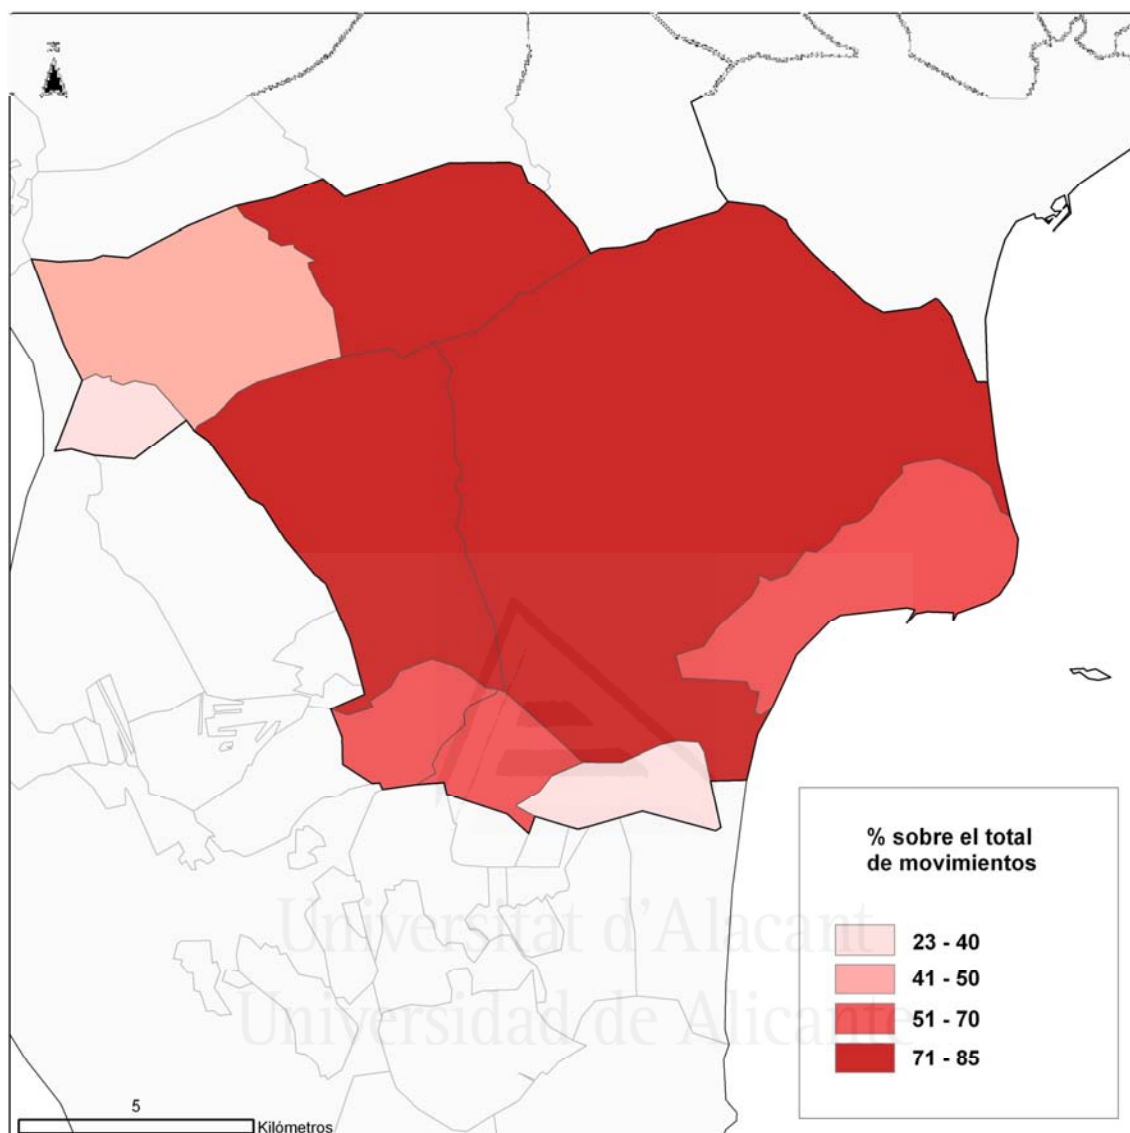 N
% sobre el total
de movimientos
23 - 40
41 - 50
51 - 70
71 - 85
Universitat d'Alacant
Universidad de Alicante
5
Kilómetros